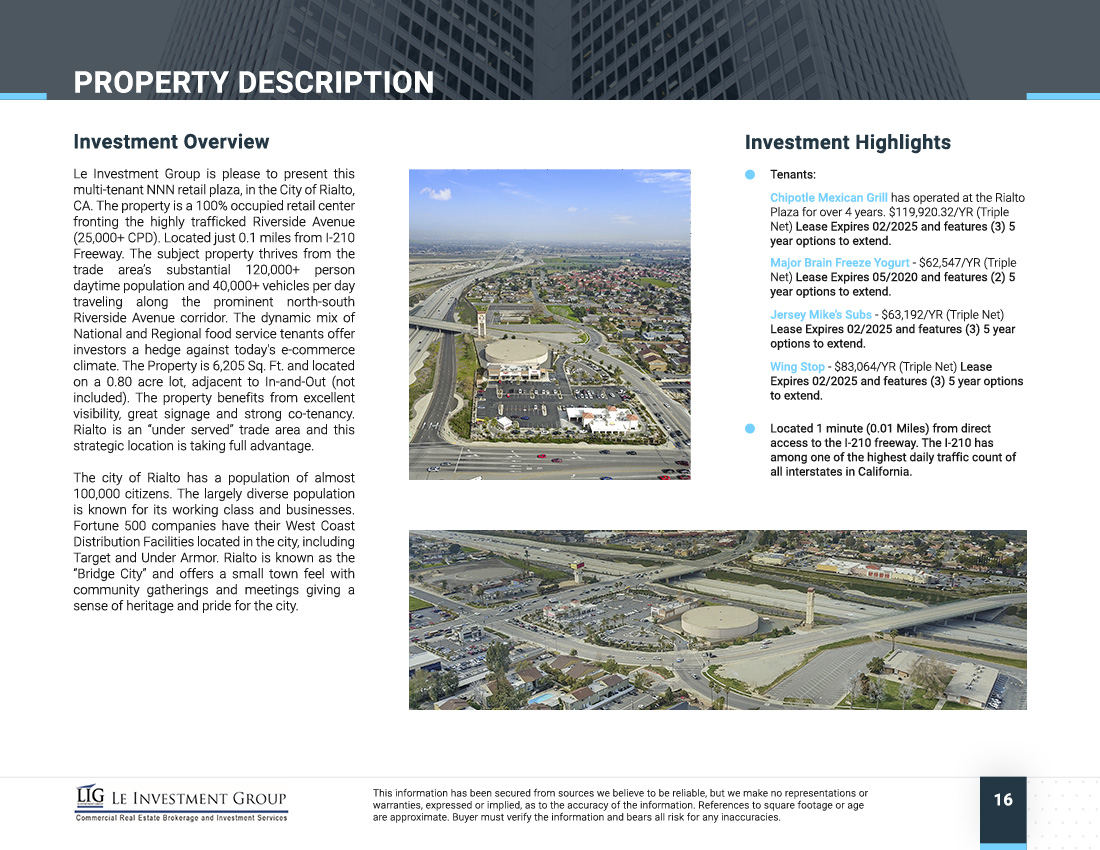 PROPERTY DESCRIPTION
Investment Overview
Le Investment Group is please to present this
multi-tenant NNN retail plaza, in the City of Rialto,
CA. The property is a 100% occupied retail center
fronting the highly trafficked Riverside Avenue
(25,000+ CPD). Located just 0.1 miles from I-210
Freeway. The subject property thrives from the
trade area's substantial 120,000+ person
daytime population and 40,000+ vehicles per day
traveling along the prominent north-south
Riverside Avenue corridor. The dynamic mix of
National and Regional food service tenants offer
investors a hedge against today's e-commerce
climate. The Property is 6,205 Sq. Ft. and located
on a 0.80 acre lot, adjacent to In-and-Out (not
included). The property benefits from excellent
visibility, great signage and strong co-tenancy.
Rialto is an “under served” trade area and this
strategic location is taking full advantage.
The city of Rialto has a population of almost
100,000 citizens. The largely diverse population
is known for its working class and businesses.
Fortune 500 companies have their West Coast
Distribution Facilities located in the city, including
Target and Under Armor. Rialto is known as the
“Bridge City” and offers a small town feel with
community gatherings and meetings giving a
sense of heritage and pride for the city.
Investment Highlights
Tenants:
Chipotle Mexican Grill has operated at the Rialto
Plaza for over 4 years. $119,920.32/YR (Triple
Net) Lease Expires 02/2025 and features (3) 5
year options to extend.
Major Brain Freeze Yogurt - $62,547/YR (Triple
Net) Lease Expires 05/2020 and features (2) 5
year options to extend.
Jersey Mike's Subs - $63,192/YR (Triple Net)
Lease Expires 02/2025 and features (3) 5 year
options to extend.
Wing Stop - $83,064/YR (Triple Net) Lease
Expires 02/2025 and features (3) 5 year options
to extend.
Located 1 minute (0.01 Miles) from direct
access to the I-210 freeway. The I-210 has
among one of the highest daily traffic count of
all interstates in California.
LIG LE INVESTMENT GROUP
Commercial Real Estate Brokerage and Investment Services
This information has been secured from sources we believe to be reliable, but we make no representations or
warranties, expressed or implied, as to the accuracy of the information. References to square footage or age
are approximate. Buyer must verify the information and bears all risk for any inaccuracies.
16